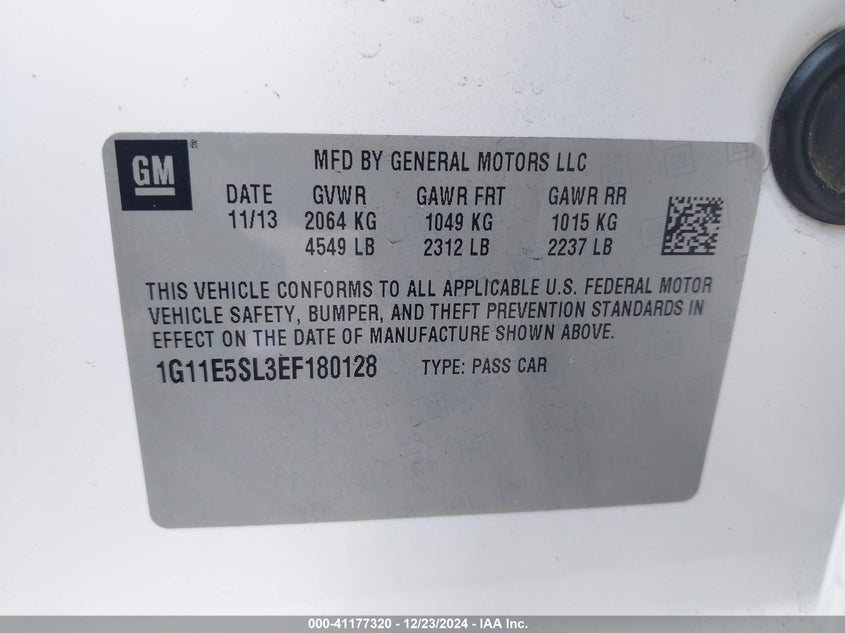 GM ®
MFD BY GENERAL MOTORS LLC
DATE GVWR GAWR FRT GAWR RR
11/13 2064 KG 1049 KG 1015 KG
4549 LB 2312 LB 2237 LB
THIS VEHICLE CONFORMS TO ALL APPLICABLE U.S. FEDERAL MOTOR
VEHICLE SAFETY, BUMPER, AND THEFT PREVENTION STANDARDS IN
EFFECT ON THE DATE OF MANUFACTURE SHOWN ABOVE.
1G11E5SL3EF180128 TYPE: PASS CAR
000-41177320 - 12/23/2024 - IAA Inc.